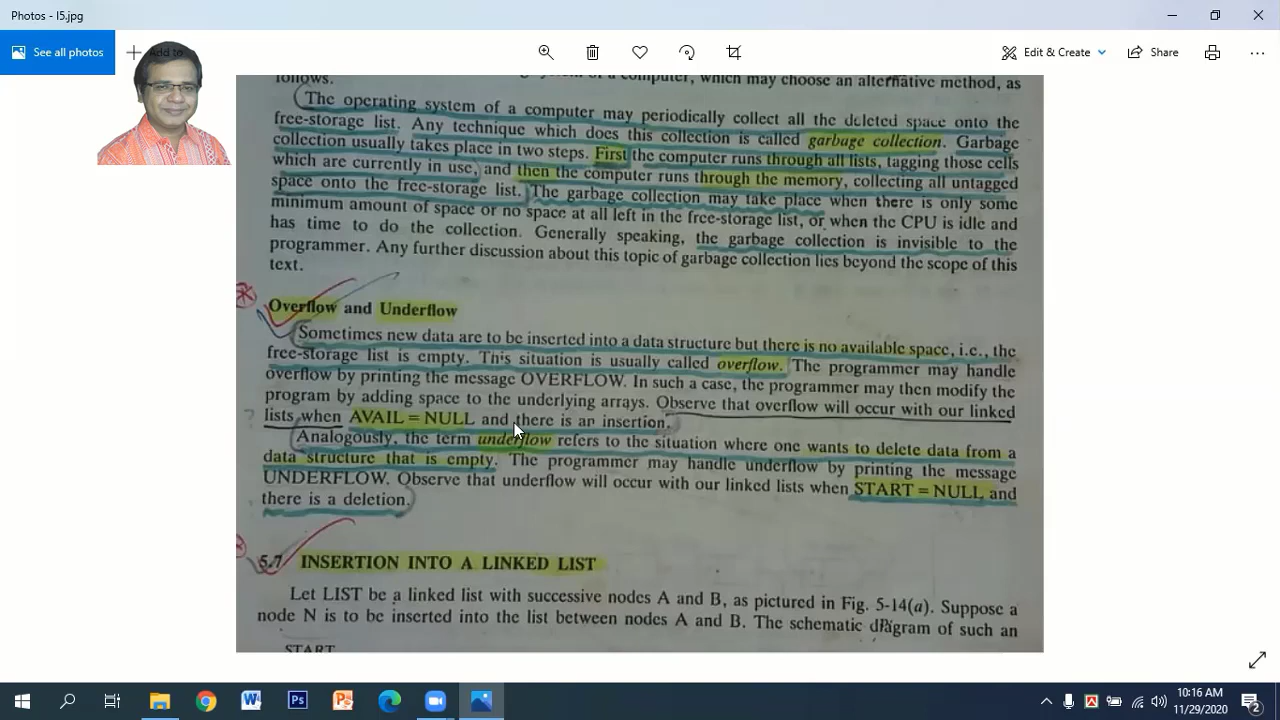 Photos - I5.jpg
See all photos
Add to
Edit & Create
Share
follows.
of a computer, which may choose an alternative method, as
The operating system of a computer may periodically collect all the deleted space onto the
free-storage list. Any technique which does this collection is called garbage collection. Garbage
collection usually takes place in two steps. First the computer runs through all lists, tagging those cells
which are currently in use, and then the computer runs through the memory, collecting all untagged
space onto the free-storage list. The garbage collection may take place when there is only some
minimum amount of space or no space at all left in the free-storage list, or when the CPU is idle and
has time to do the collection. Generally speaking, the garbage collection is invisible to the
programmer. Any further discussion about this topic of garbage collection lies beyond the scope of this
text.
Overflow and Underflow
Sometimes new data are to be inserted into a data structure but there is no available space, i.e., the
free-storage list is empty. This situation is usually called overflow. The programmer may handle
overflow by printing the message OVERFLOW. In such a case, the programmer may then modify the
program by adding space to the underlying arrays. Observe that overflow will occur with our linked
lists when AVAIL = NULL and there is an insertion.
Analogously, the term underflow refers to the situation where one wants to delete data from a
data structure that is empty. The programmer may handle underflow by printing the message
UNDERFLOW. Observe that underflow will occur with our linked lists when START = NULL and
there is a deletion.
5.7 INSERTION INTO A LINKED LIST
Let LIST be a linked list with successive nodes A and B, as pictured in Fig. 5-14(a). Suppose a
node N is to be inserted into the list between nodes A and B. The schematic diagram of such an
START
10:16 AM
11/29/2020
2